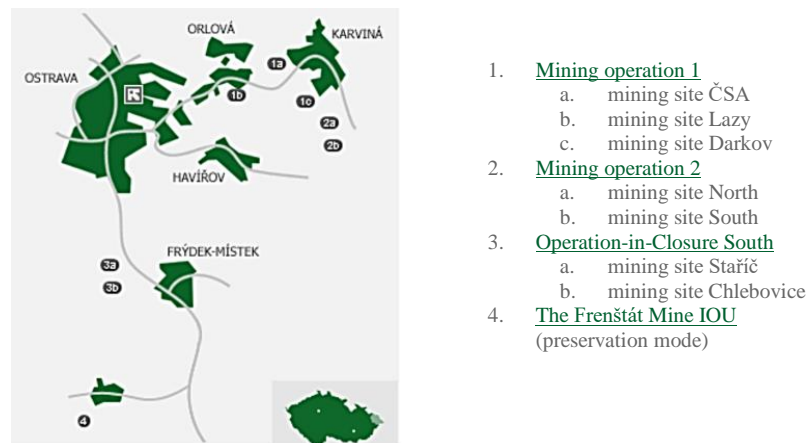 ORLOVÁ
KARVINÁ
1a
OSTRAVA
1b
1c
2a
2b
HAVÍŘOV
3a
FRÝDEK-MÍSTEK
3b
4
1. Mining operation 1
a. mining site ČSA
b. mining site Lazy
c. mining site Darkov
2. Mining operation 2
a. mining site North
b. mining site South
3. Operation-in-Closure South
a. mining site Staříč
b. mining site Chlebovice
4. The Frenštát Mine IOU
(preservation mode)